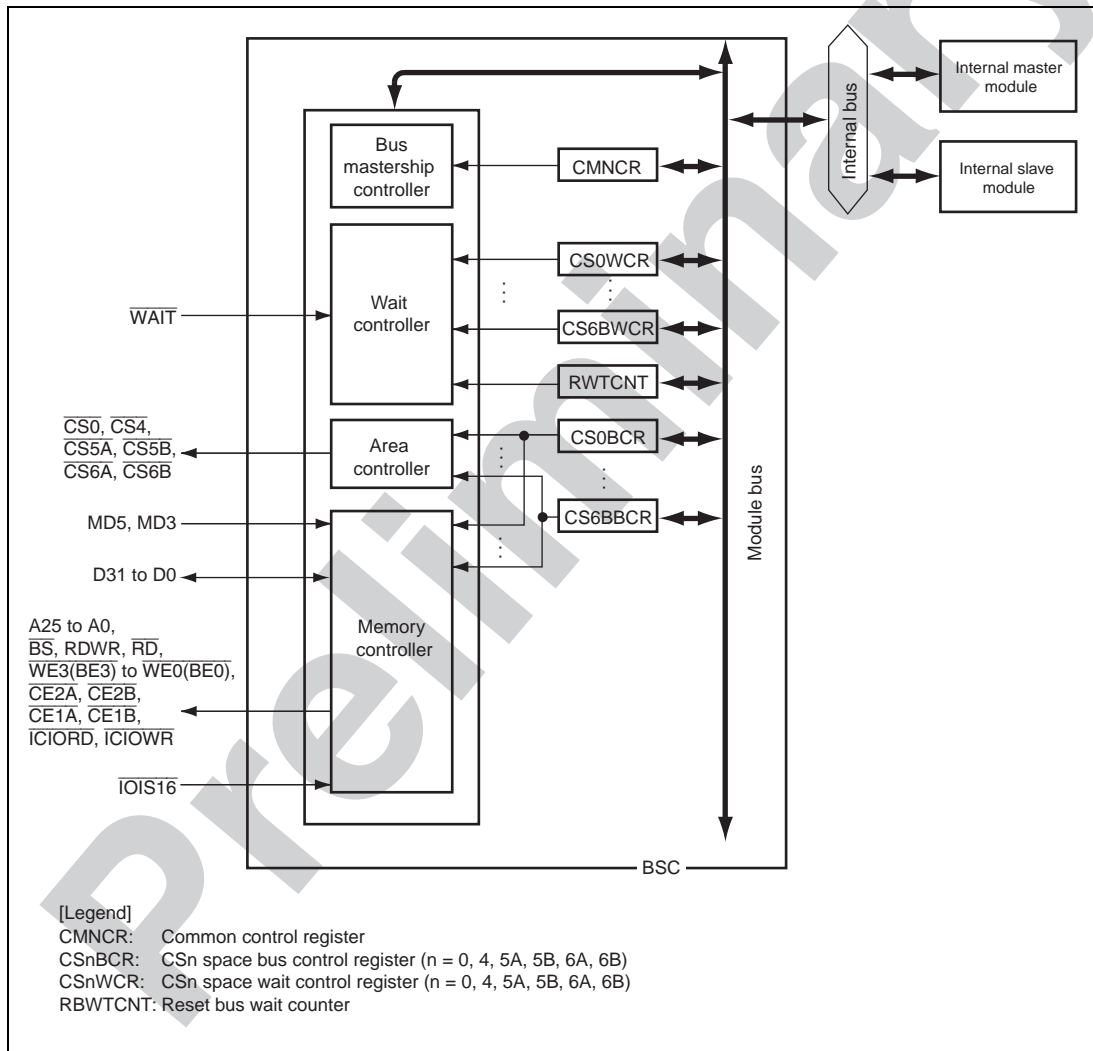 Preliminary
Internal bus
Internal master
module
Internal slave
module
Bus
mastership
controller
CMNCR
Wait
controller
CS0WCR
CS6BWCR
RWTCNT
WAIT
Area
controller
CS0BCR
CS6BBCR
CS0, CS4,
CS5A, CS5B,
CS6A, CS6B
MD5, MD3
D31 to D0
Memory
controller
A25 to A0,
BS, RDWR, RD,
WE3(BE3) to WE0(BE0),
CE2A, CE2B,
CE1A, CE1B,
ICIORD, ICIOWR
IOIS16
Module bus
BSC
[Legend]
CMNCR: Common control register
CSnBCR: CSn space bus control register (n = 0, 4, 5A, 5B, 6A, 6B)
CSnWCR: CSn space wait control register (n = 0, 4, 5A, 5B, 6A, 6B)
RBWTCNT: Reset bus wait counter